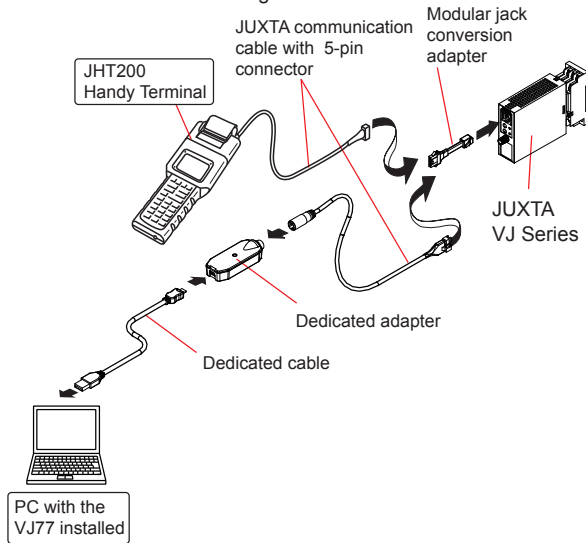 JUXTA communication
cable with 5-pin
connector
Modular jack
conversion
adapter
JHT200
Handy Terminal
JUXTA
VJ Series
Dedicated adapter
Dedicated cable
PC with the
VJ77 installed